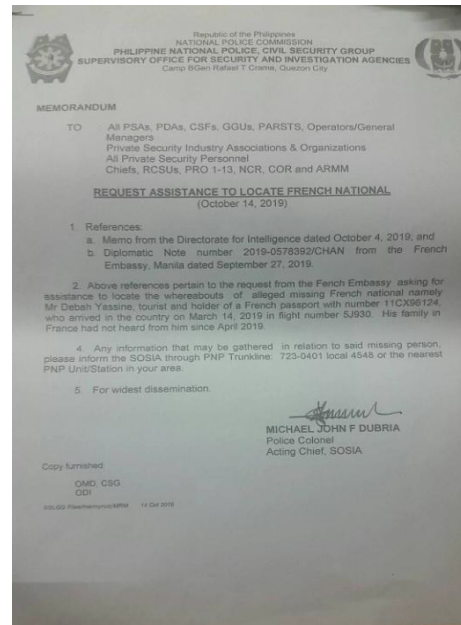 Republic of the Philippines
NATIONAL POLICE COMMISSION
PHILIPPINE NATIONAL POLICE, CIVIL SECURITY GROUP
SUPERVISORY OFFICE FOR SECURITY AND INVESTIGATION AGENCIES
Camp BGen Rafael T Crame, Quezon City
MEMORANDUM
TO : All PSAs, PDAs, CSFs, GGUs, PARSTS, Operators/General
Managers
Private Security Industry Associations & Organizations
All Private Security Personnel
Chiefs, RCSUs, PRO 1-13, NCR, COR and ARMM
REQUEST ASSISTANCE TO LOCATE FRENCH NATIONAL
(October 14, 2019)
1. References:
a. Memo from the Directorate for Intelligence dated October 4, 2019; and
b. Diplomatic Note number 2019-0578392/CHAN from the French
Embassy, Manila dated September 27, 2019.
2. Above references pertain to the request from the Fench Embassy asking for
assistance to locate the whereabouts of alleged missing French national namely
Mr Debah Yassine, tourist and holder of a French passport with number 11CX96124,
who arrived in the country on March 14, 2019 in flight number 5J930. His family in
France had not heard from him since April 2019.
4. Any information that may be gathered in relation to said missing person,
please inform the SOSIA through PNP Trunkline: 723-0401 local 4548 or the nearest
PNP Unit/Station in your area.
5. For widest dissemination.
MICHAEL JOHN F DUBRIA
Police Colonel
Acting Chief, SOSIA
Copy furnished:
OMD, CSG
ODI
14 Oct 2019